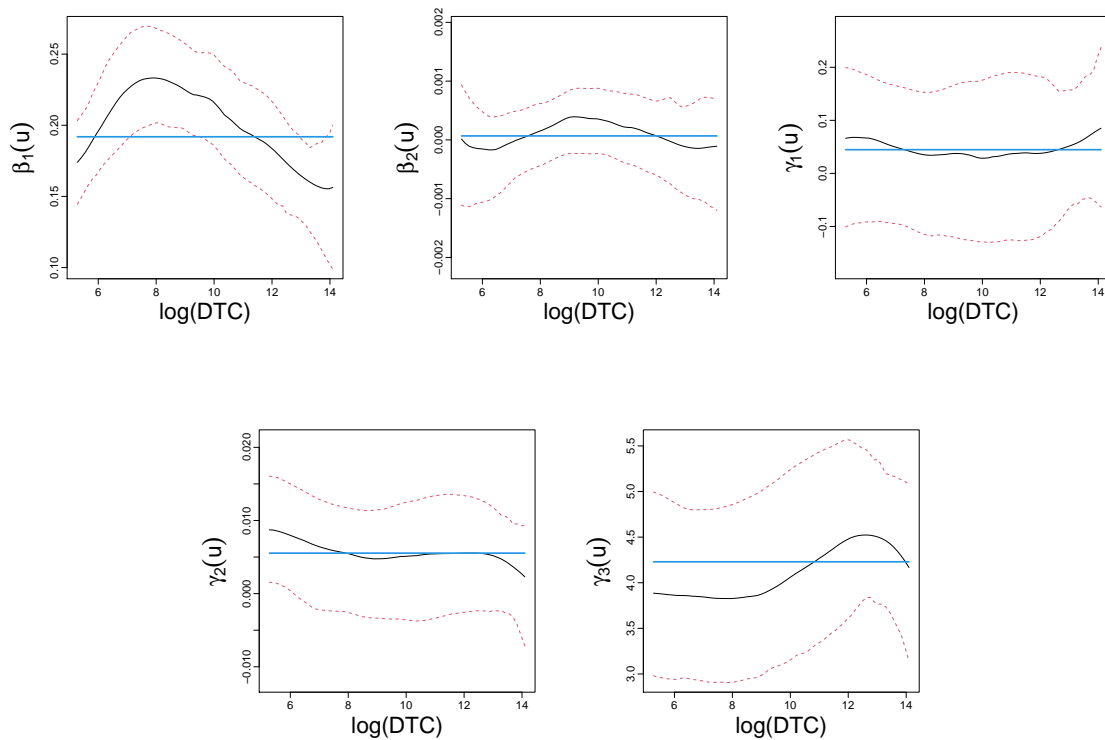 β1(u)
0.10 0.15 0.20 0.25
6 8 10 12 14
log(DTC)
β2(u)
−0.002 −0.001 0.000 0.001 0.002
6 8 10 12 14
log(DTC)
γ1(u)
−0.1 0.0 0.1 0.2
6 8 10 12 14
log(DTC)
γ2(u)
−0.010 0.000 0.010 0.020
6 8 10 12 14
log(DTC)
γ3(u)
3.0 3.5 4.0 4.5 5.0 5.5
6 8 10 12 14
log(DTC)